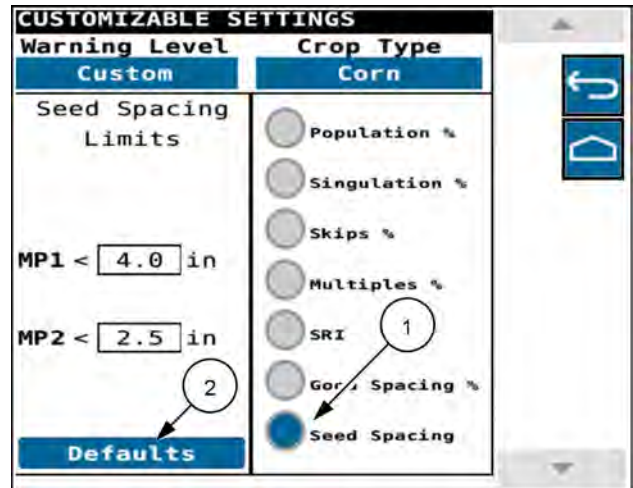 CUSTOMIZABLE SETTINGS
Warning Level
Crop Type
Custom
Corn
Seed Spacing
Limits
MP1 < 4.0 in
MP2 < 2.5 in
Defaults
Population %
Singulation %
Skips %
Multiples %
SRI
Good Spacing %
Seed Spacing
1
2